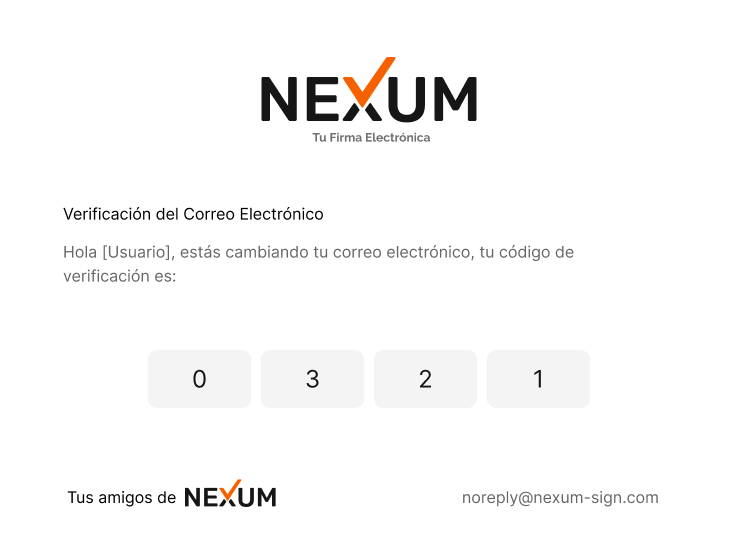 NEXUM
Tu Firma Electrónica
Verificación del Correo Electrónico
Hola [Usuario], estás cambiando tu correo electrónico, tu código de
verificación es:
0 3 2 1
Tus amigos de NEXUM noreply@nexum-sign.com